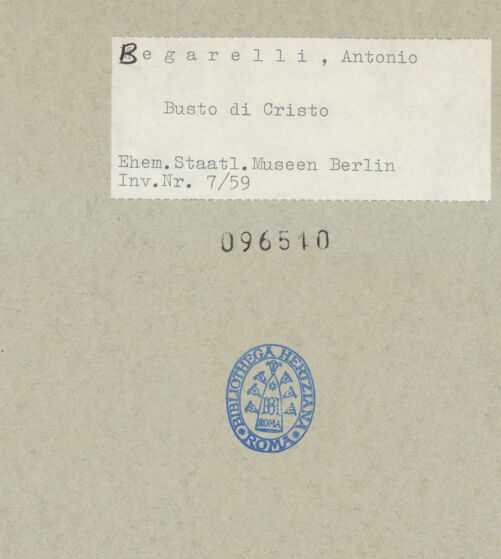 Begarelli, Antonio
Busto di Cristo
Ehem.Staatl.Museen Berlin
Inv.Nr. 7/59
096510
BIBLIOTHECA HERTZIANA
ROMA
ROMA